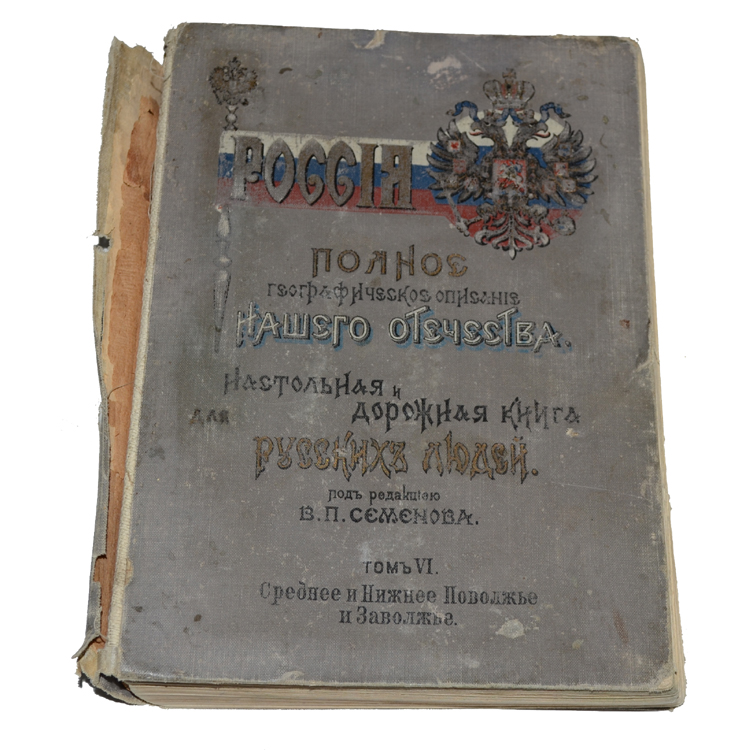 РОССІЯ
ПОЛНОЕ
ГЕОГРАФИЧЕСКОЕ ОПИСАНІЕ
НАШЕГО ОТЕЧЕСТВА.
НАСТОЛЬНАЯ и
для ДОРОЖНАЯ КНИГА
РУССКИХЪ ЛЮДЕЙ.
подъ редакціею
В.П. СЕМЕНОВА.
ТОМЪ VI.
Среднее и Нижнее Поволжье
и Заволжье.